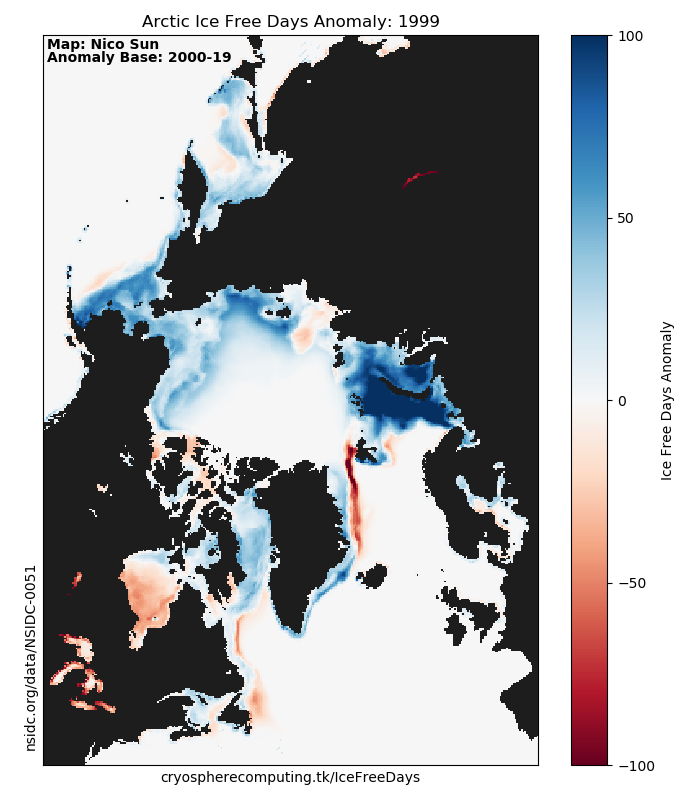 Arctic Ice Free Days Anomaly: 1999
Map: Nico Sun
Anomaly Base: 2000-19
100
50
0
−50
−100
Ice Free Days Anomaly
nsidc.org/data/NSIDC-0051
cryospherecomputing.tk/IceFreeDays